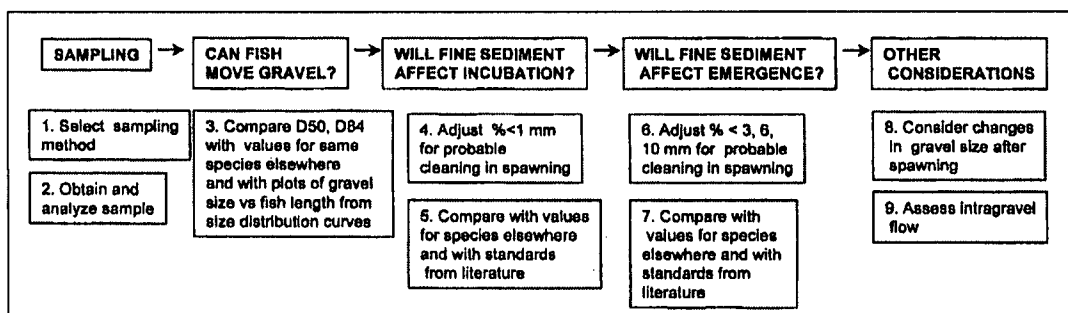 SAMPLING
CAN FISH
MOVE GRAVEL?
WILL FINE SEDIMENT
AFFECT INCUBATION?
WILL FINE SEDIMENT
AFFECT EMERGENCE?
OTHER
CONSIDERATIONS
1. Select sampling
method
2. Obtain and
analyze sample
3. Compare D50, D84
with values for same
species elsewhere
and with plots of gravel
size vs fish length from
size distribution curves
4. Adjust %<1 mm
for probable
cleaning in spawning
5. Compare with values
for species elsewhere
and with standards
from literature
6. Adjust % < 3, 6,
10 mm for probable
cleaning in spawning
7. Compare with
values for species
elsewhere and with
standards from
literature
8. Consider changes
in gravel size after
spawning
9. Assess intragravel
flow